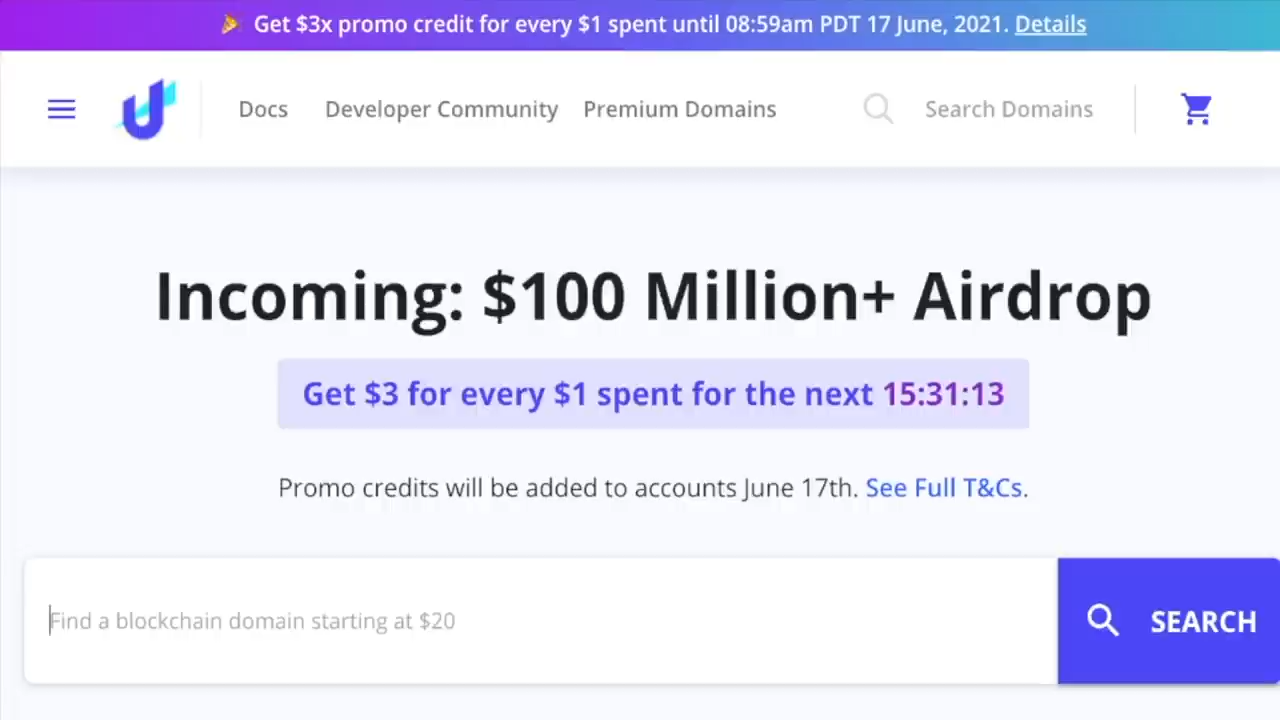 Get $3x promo credit for every $1 spent until 08:59am PDT 17 June, 2021. Details
Docs Developer Community Premium Domains Search Domains
Incoming: $100 Million+ Airdrop
Get $3 for every $1 spent for the next 15:31:13
Promo credits will be added to accounts June 17th. See Full T&Cs.
Find a blockchain domain starting at $20 SEARCH